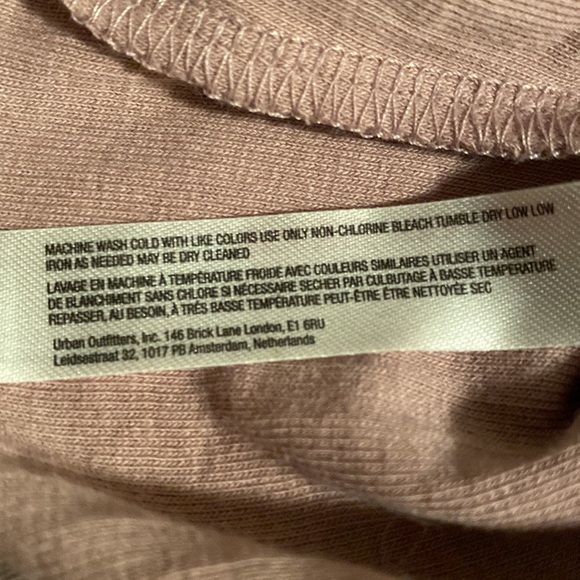 MACHINE WASH COLD WITH LIKE COLORS USE ONLY NON-CHLORINE BLEACH TUMBLE DRY LOW LOW
IRON AS NEEDED MAY BE DRY CLEANED
LAVAGE EN MACHINE À TEMPÉRATURE FROIDE AVEC COULEURS SIMILAIRES UTILISER UN AGENT
DE BLANCHIMENT SANS CHLORE SI NÉCESSAIRE SECHER PAR CULBUTAGE À BASSE TEMPERATURE
REPASSER, AU BESOIN, À TRÈS BASSE TEMPÉRATURE PEUT-ÊTRE ÊTRE NETTOYÉE SEC
Urban Outfitters, Inc. 146 Brick Lane London, E1 6RU
Leidsestraat 32, 1017 PB Amsterdam, Netherlands